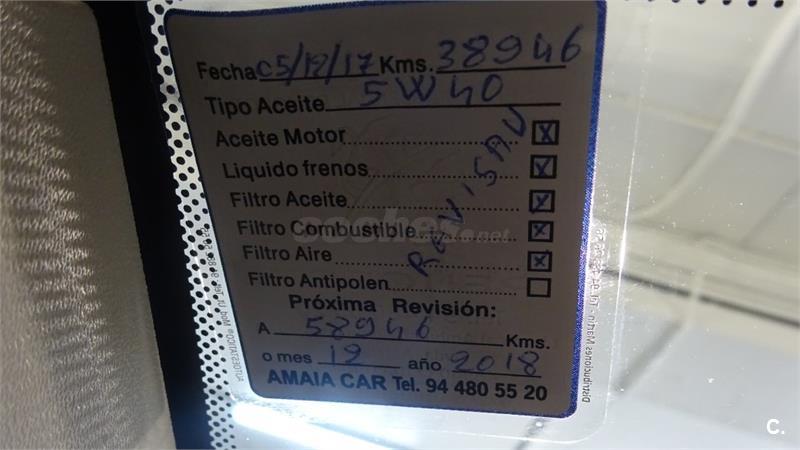 Fecha 05/12/17 Kms. 38946
Tipo Aceite 5W40
Aceite Motor X
Liquido frenos X
Filtro Aceite X
Filtro Combustible X
Filtro Aire X
Filtro Antipolen
RAVISAU
Próxima Revisión:
A 58946 Kms.
o mes 12 año 2018
AMAIA CAR Tel. 94 480 55 20
coches.net
C.